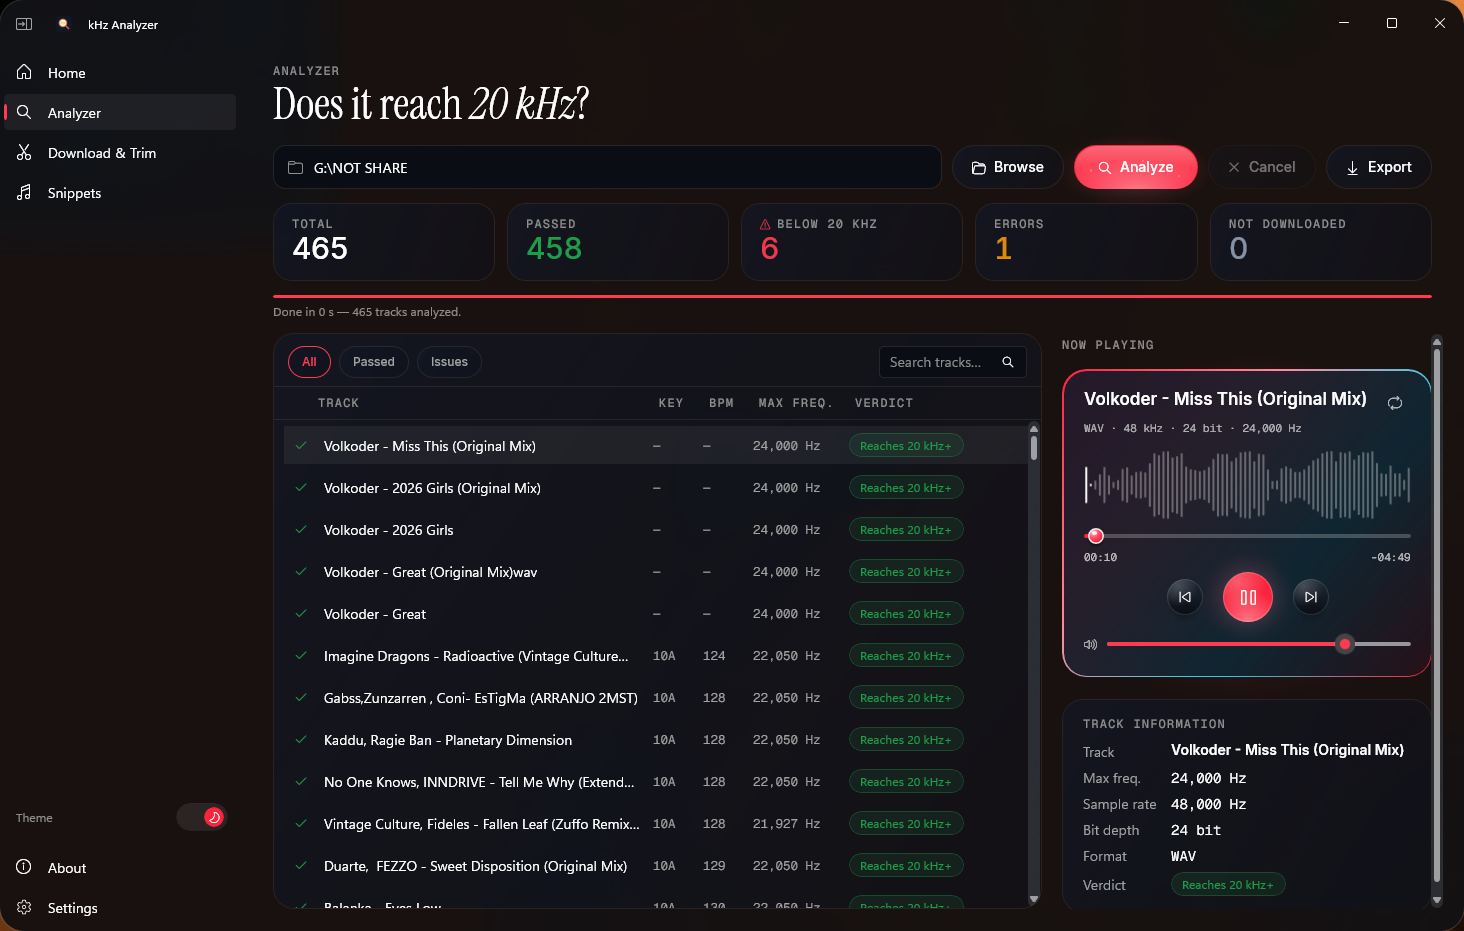 kHz Analyzer
Home
Analyzer
Download & Trim
Snippets
Theme
About
Settings
ANALYZER
Does it reach 20 kHz?
G:\NOT SHARE
Browse
Analyze
Cancel
Export
TOTAL
465
PASSED
458
BELOW 20 KHZ
6
ERRORS
1
NOT DOWNLOADED
0
Done in 0 s — 465 tracks analyzed.
All Passed Issues Search tracks...
TRACK KEY BPM MAX FREQ. VERDICT
Volkoder - Miss This (Original Mix) – – 24,000 Hz Reaches 20 kHz+
Volkoder - 2026 Girls (Original Mix) – – 24,000 Hz Reaches 20 kHz+
Volkoder - 2026 Girls – – 24,000 Hz Reaches 20 kHz+
Volkoder - Great (Original Mix)wav – – 24,000 Hz Reaches 20 kHz+
Volkoder - Great – – 24,000 Hz Reaches 20 kHz+
Imagine Dragons - Radioactive (Vintage Culture... 10A 124 22,050 Hz Reaches 20 kHz+
Gabss,Zunzarren , Coni- EsTigMa (ARRANJO 2MST) 10A 128 22,050 Hz Reaches 20 kHz+
Kaddu, Ragie Ban - Planetary Dimension 10A 128 22,050 Hz Reaches 20 kHz+
No One Knows, INNDRIVE - Tell Me Why (Extend... 10A 128 22,050 Hz Reaches 20 kHz+
Vintage Culture, Fideles - Fallen Leaf (Zuffo Remix... 10A 128 21,927 Hz Reaches 20 kHz+
Duarte, FEZZO - Sweet Disposition (Original Mix) 10A 129 22,050 Hz Reaches 20 kHz+
10A 130 22,050 Hz Reaches 20 kHz+
NOW PLAYING
Volkoder - Miss This (Original Mix)
WAV · 48 kHz · 24 bit · 24,000 Hz
00:10 -04:49
TRACK INFORMATION
Track Volkoder - Miss This (Original Mix)
Max freq. 24,000 Hz
Sample rate 48,000 Hz
Bit depth 24 bit
Format WAV
Verdict Reaches 20 kHz+